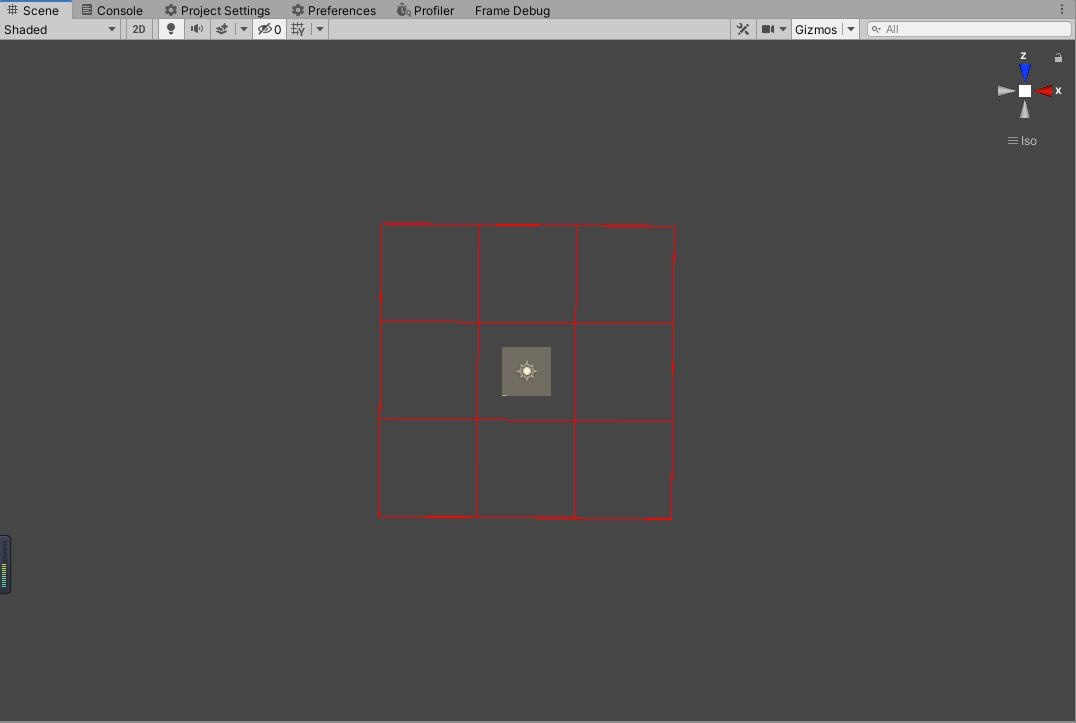 Scene Console Project Settings Preferences Profiler Frame Debug
Shaded 2D 0 Gizmos All
z
x
Iso